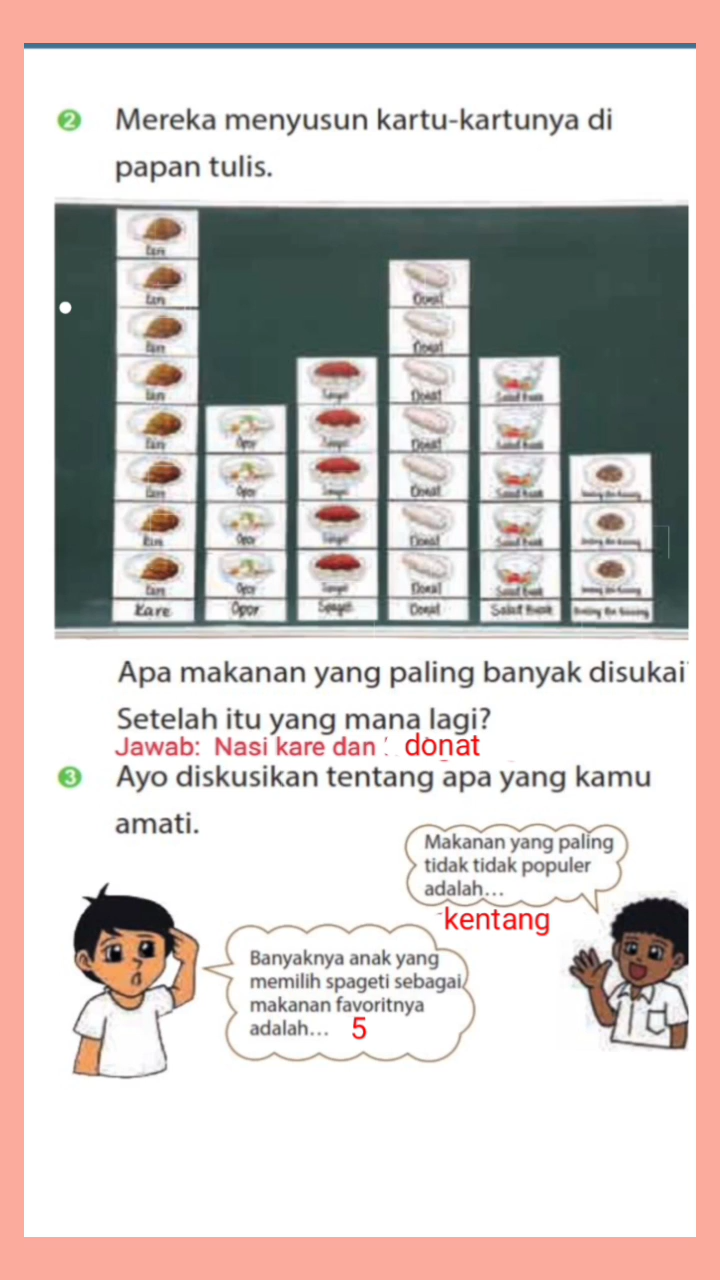 2 Mereka menyusun kartu-kartunya di
papan tulis.
Kare Opor Spageti Donat Salad Buah
Apa makanan yang paling banyak disukai
Setelah itu yang mana lagi?
Jawab: Nasi kare dan donat
3 Ayo diskusikan tentang apa yang kamu
amati.
Makanan yang paling
tidak tidak populer
adalah...
kentang
Banyaknya anak yang
memilih spageti sebagai
makanan favoritnya
adalah... 5